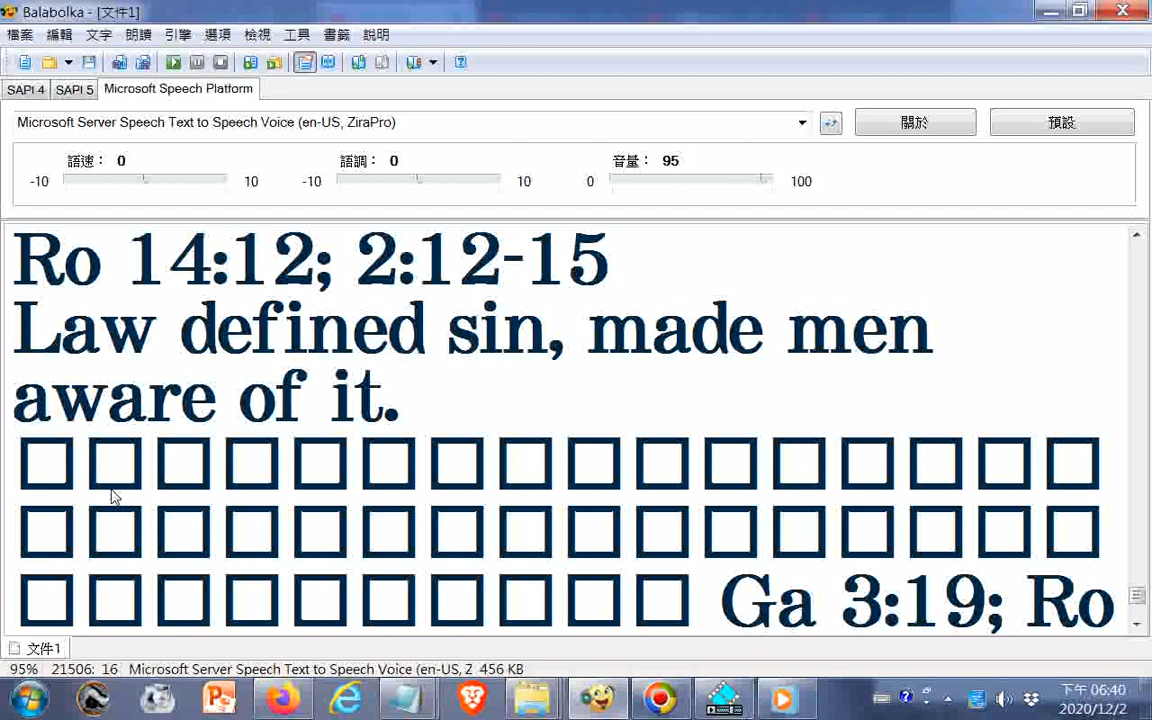 Balabolka - [文件1]
檔案 編輯 文字 朗讀 引擎 選項 檢視 工具 書籤 說明
SAPI 4 SAPI 5 Microsoft Speech Platform
Microsoft Server Speech Text to Speech Voice (en-US, ZiraPro) 關於 預設
語速： 0 語調： 0 音量： 95
-10 10 -10 10 0 100
Ro 14:12; 2:12-15
Law defined sin, made men
aware of it.
□□□□□□□□□□□□□□□□
□□□□□□□□□□□□□□□□
□□□□□□□□□□ Ga 3:19; Ro
文件1
95% 21506: 16 Microsoft Server Speech Text to Speech Voice (en-US, Z 456 KB
下午 06:40
2020/12/2